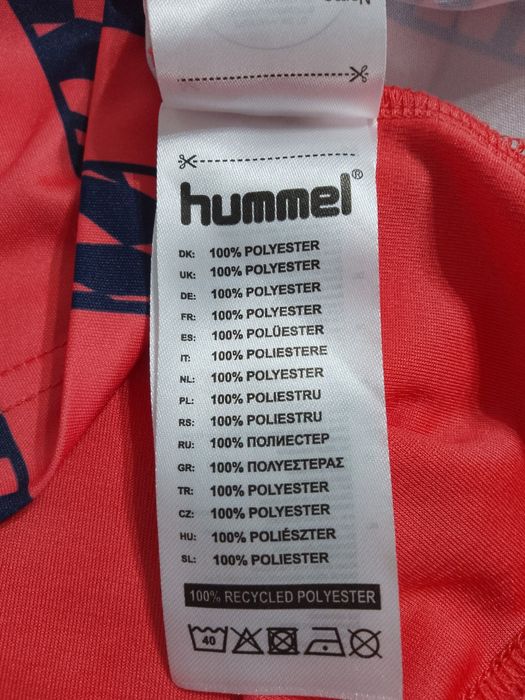 hummel®
DK: 100% POLYESTER
UK: 100% POLYESTER
DE: 100% POLYESTER
FR: 100% POLYESTER
ES: 100% POLÜESTER
IT: 100% POLIESTERE
NL: 100% POLYESTER
PL: 100% POLIESTRU
RS: 100% POLIESTRU
RU: 100% ПОЛИЕСТЕР
GR: 100% ΠΟΛΥΕΣΤΕΡΑΣ
TR: 100% POLYESTER
CZ: 100% POLYESTER
HU: 100% POLIÉSZTER
SL: 100% POLIESTER
100% RECYCLED POLYESTER
40